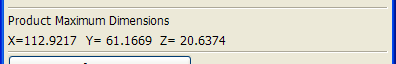 Product Maximum Dimensions
X=112.9217 Y= 61.1669 Z= 20.6374